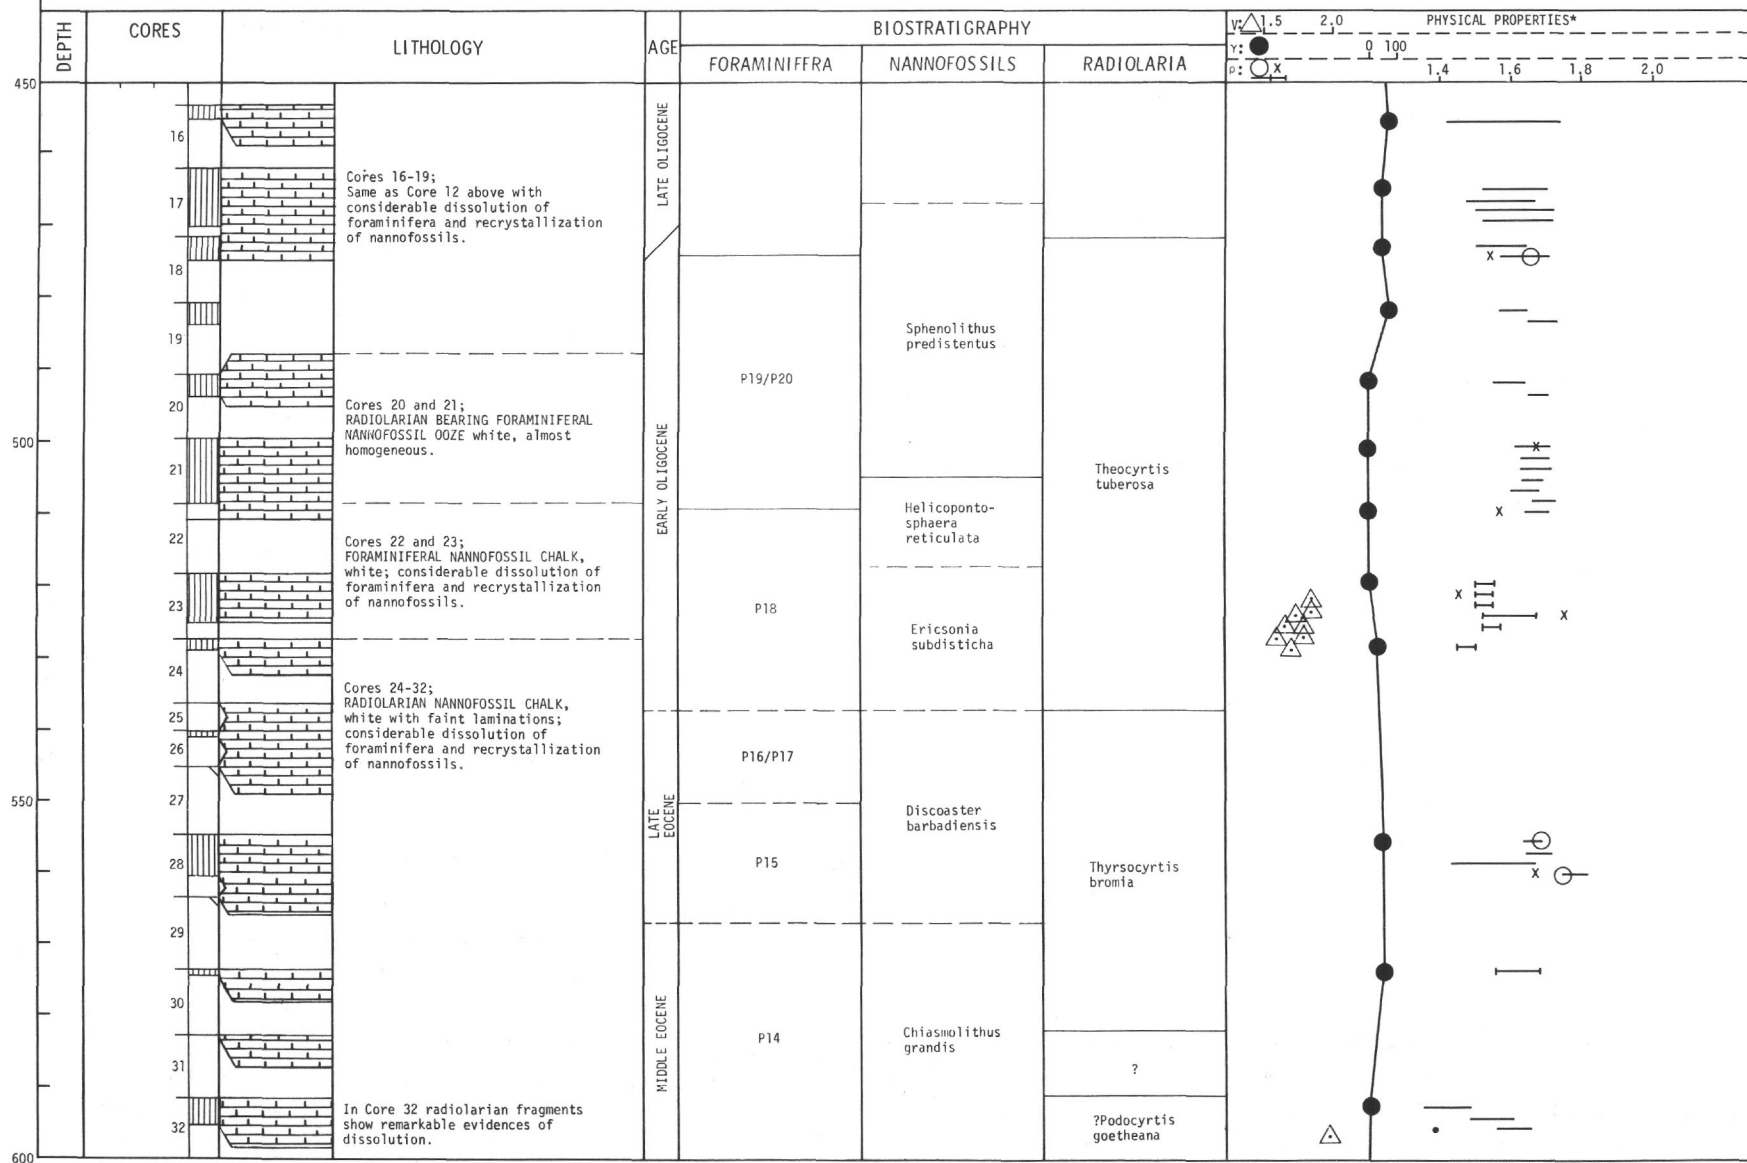 DEPTH
CORES
LITHOLOGY
AGE
BIOSTRATIGRAPHY
FORAMINIFERA
NANNOFOSSILS
RADIOLARIA
PHYSICAL PROPERTIES*
V: 1.5 2.0
γ: 0 100
ρ: x 1.4 1.6 1.8 2.0
450
500
550
600
16
17
18
19
20
21
22
23
24
25
26
27
28
29
30
31
32
Cores 16-19;
Same as Core 12 above with
considerable dissolution of
foraminifera and recrystallization
of nannofossils.
Cores 20 and 21;
RADIOLARIAN BEARING FORAMINIFERAL
NANNOFOSSIL OOZE white, almost
homogeneous.
Cores 22 and 23;
FORAMINIFERAL NANNOFOSSIL CHALK,
white; considerable dissolution of
foraminifera and recrystallization
of nannofossils.
Cores 24-32;
RADIOLARIAN NANNOFOSSIL CHALK,
white with faint laminations;
considerable dissolution of
foraminifera and recrystallization
of nannofossils.
In Core 32 radiolarian fragments
show remarkable evidences of
dissolution.
LATE OLIGOCENE
EARLY OLIGOCENE
LATE
EOCENE
MIDDLE EOCENE
P19/P20
P18
P16/P17
P15
P14
Sphenolithus
predistentus
Helicoponto-
sphaera
reticulata
Ericsonia
subdisticha
Discoaster
barbadiensis
Chiasmolithus
grandis
Theocyrtis
tuberosa
Thyrsocyrtis
bromia
?
?Podocyrtis
goetheana
x
x
x
x
x
x